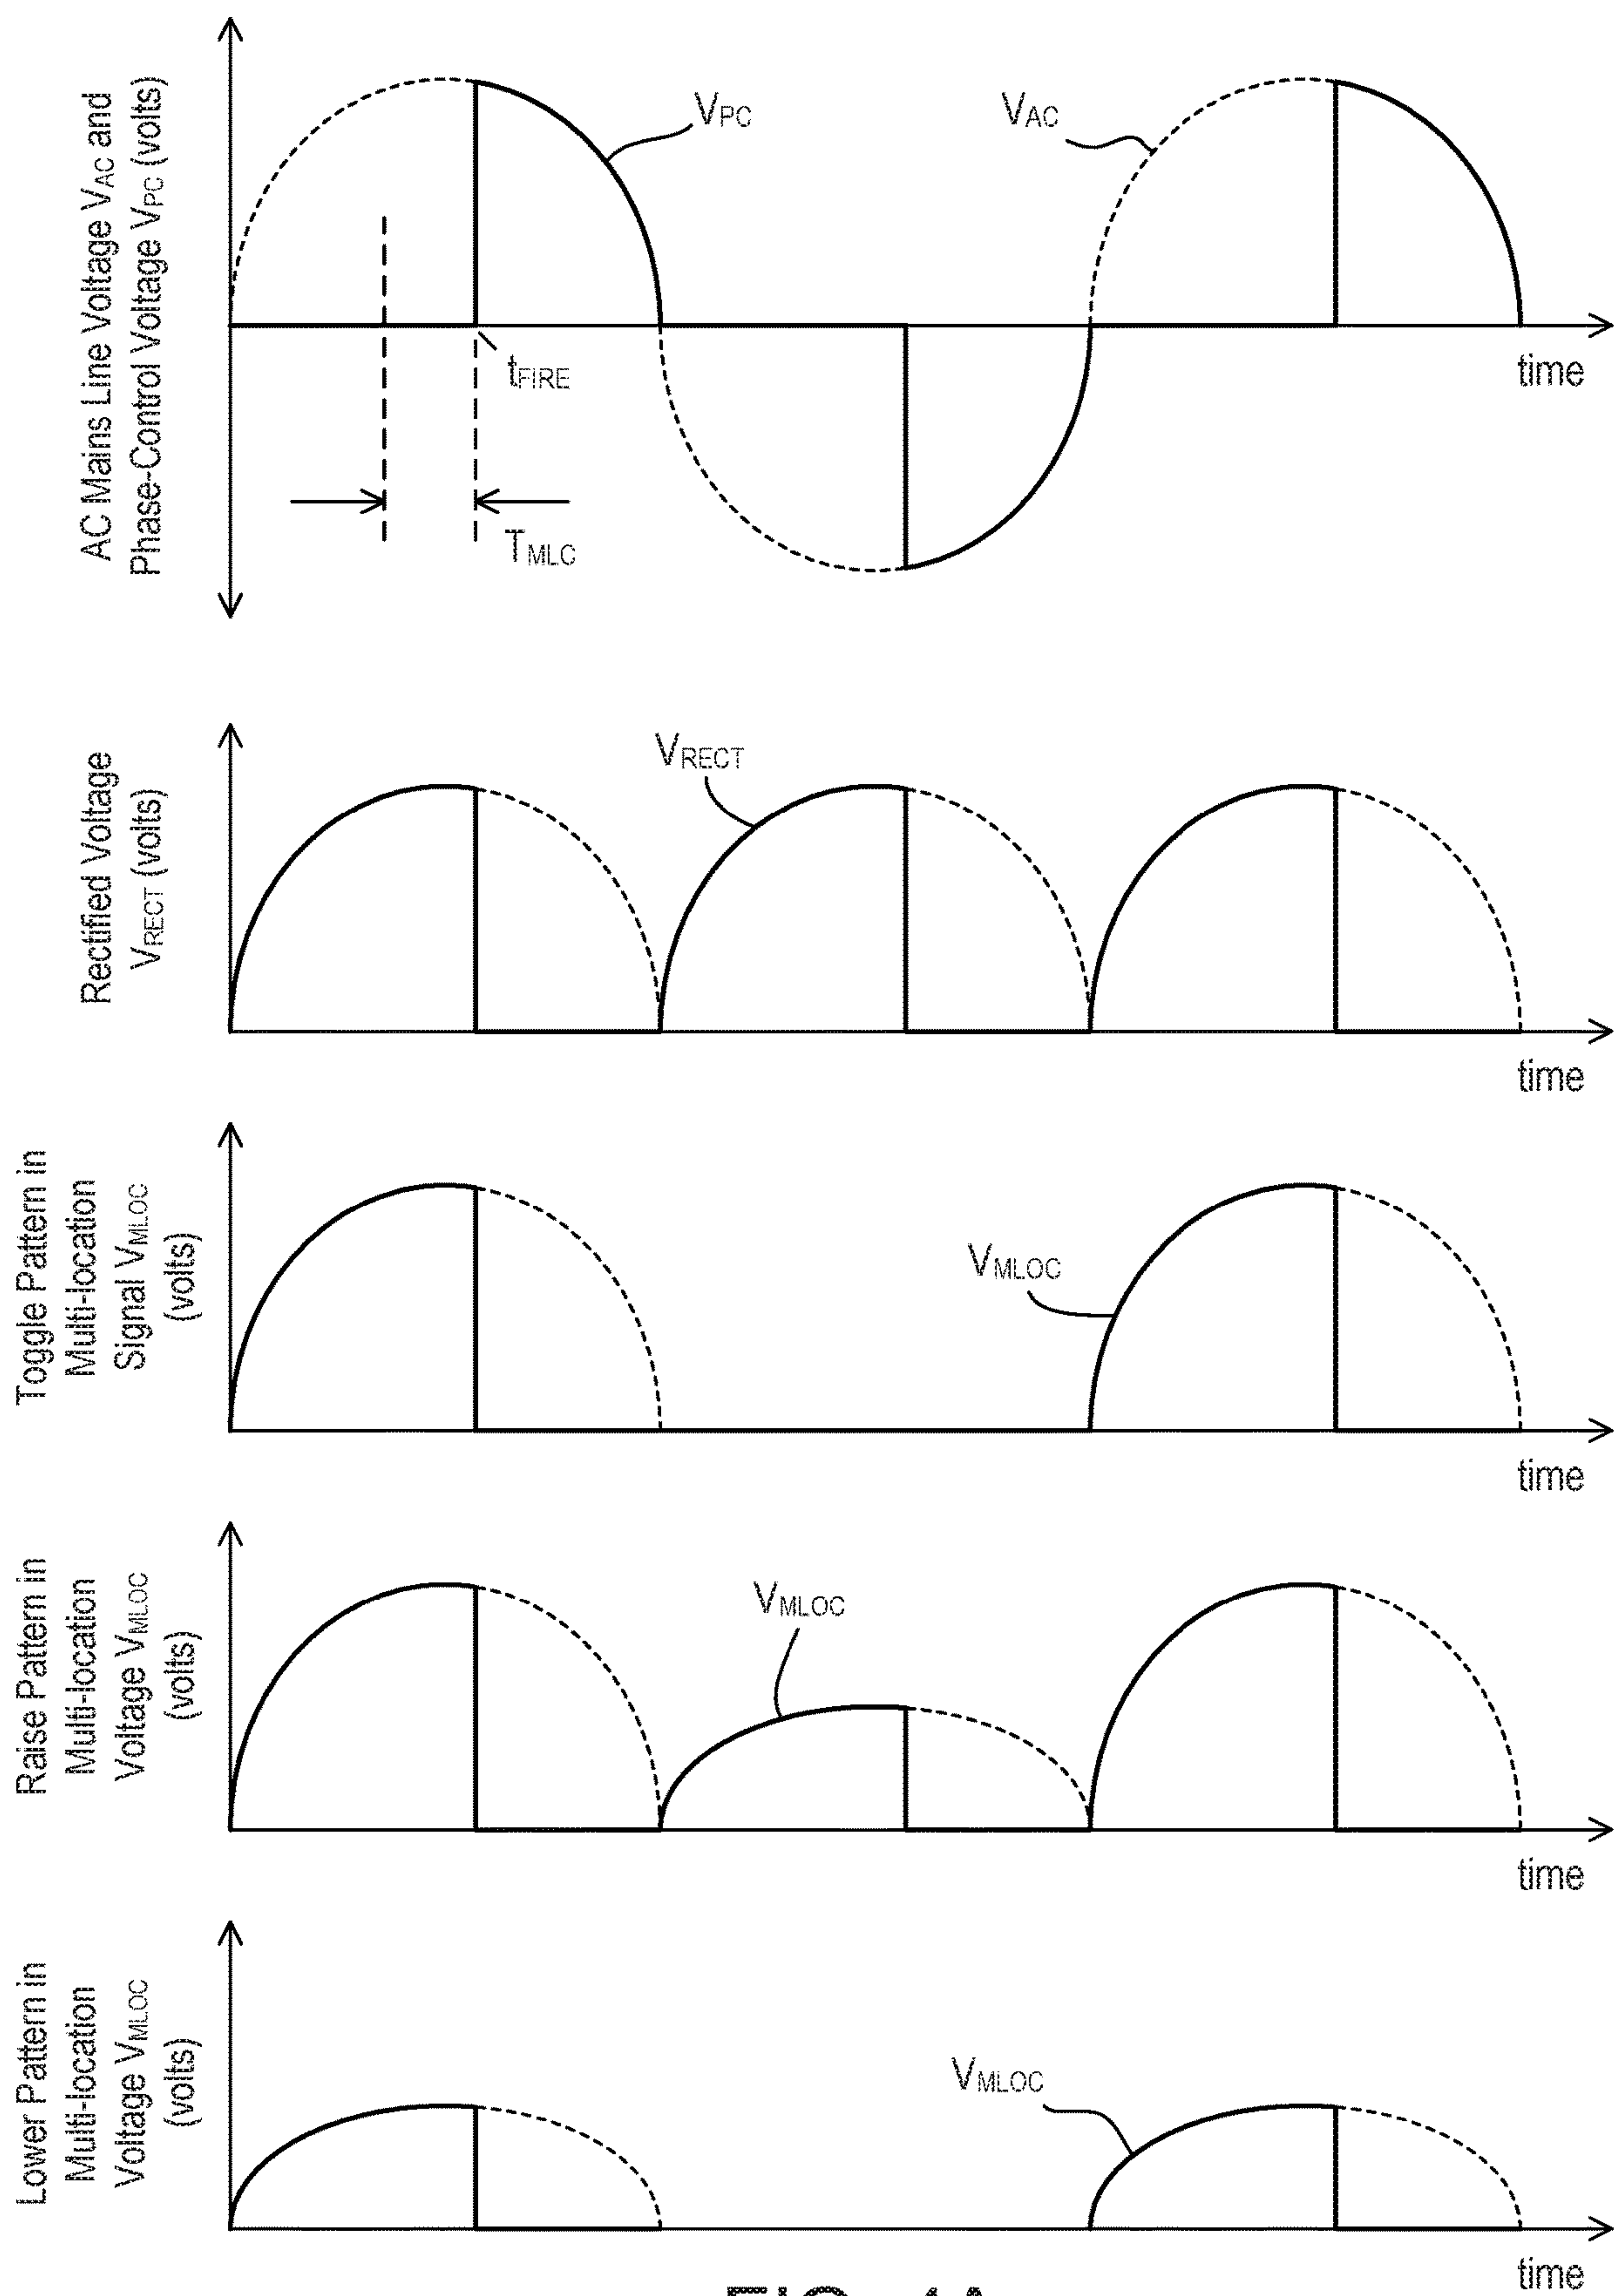 AC Mains Line Voltage VAC and
Phase-Control Voltage VPC (volts)
VPC
VAC
tFIRE
time
TMLC
Rectified Voltage
VRECT (volts)
VRECT
time
Toggle Pattern in
Multi-location
Signal VMLOC
(volts)
VMLOC
time
Raise Pattern in
Multi-location
Voltage VMLOC
(volts)
VMLOC
time
Lower Pattern in
Multi-location
Voltage VMLOC
(volts)
VMLOC
time